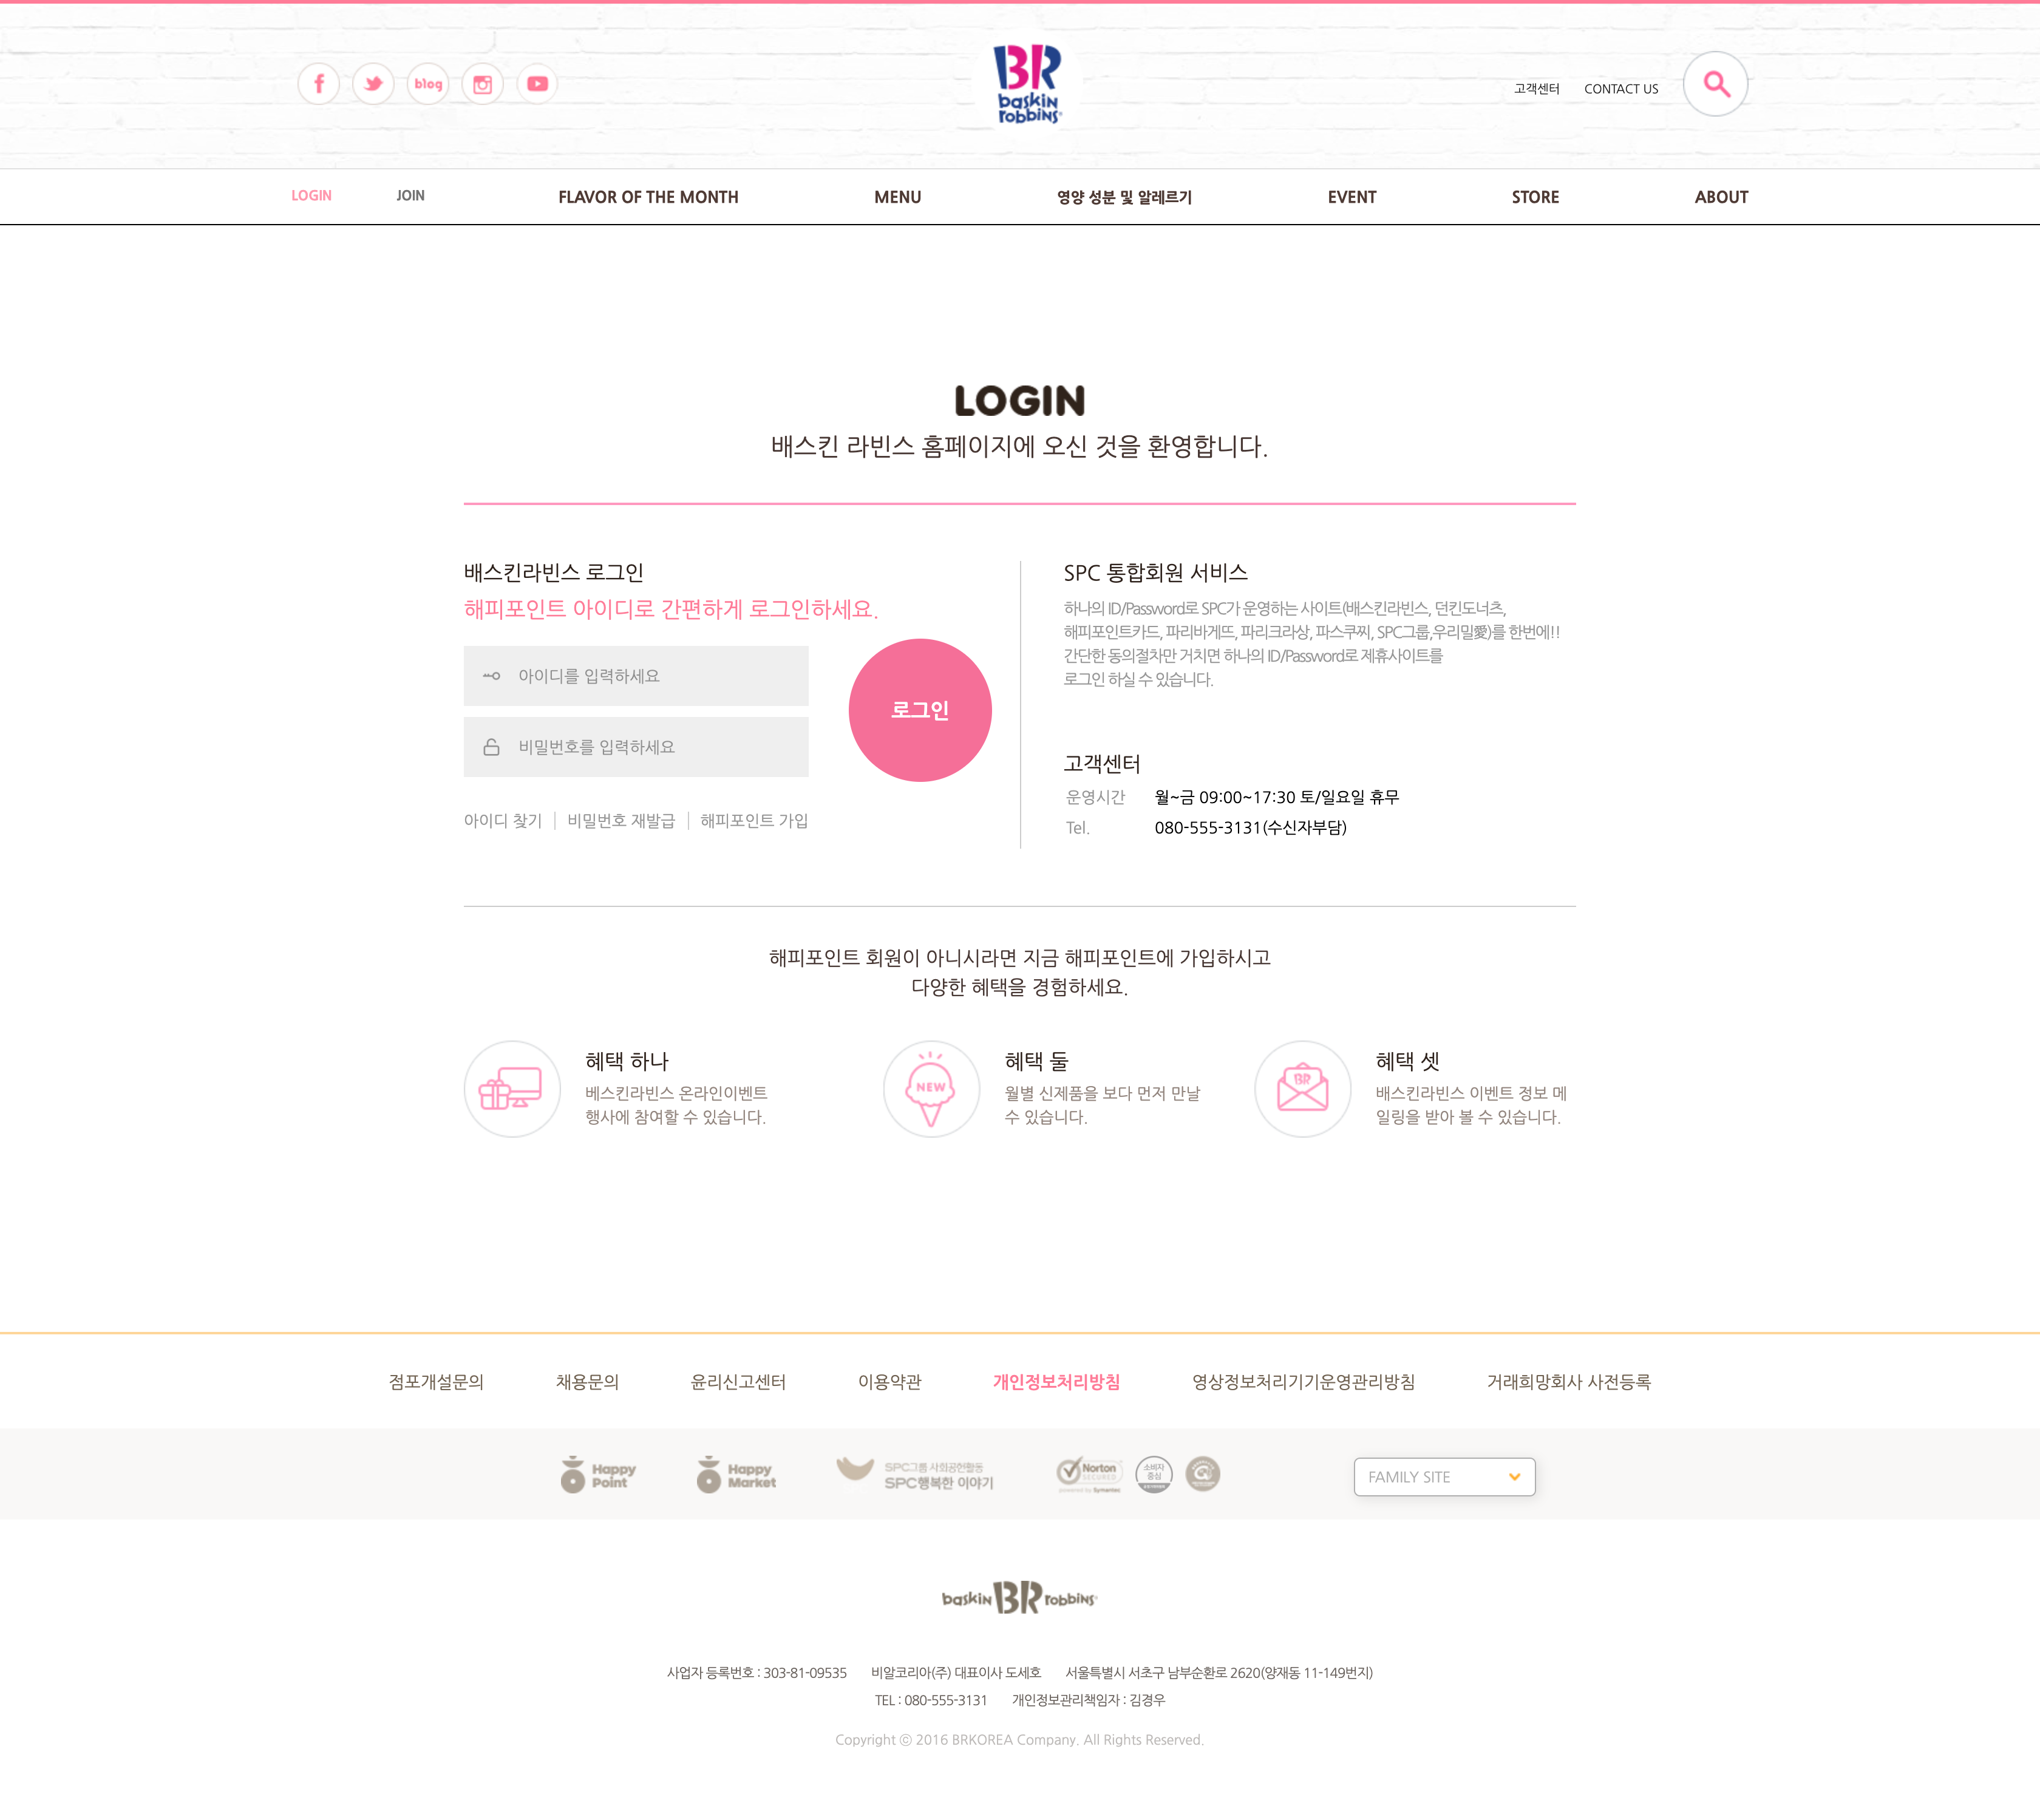 blog
BR
baskin
robbins
고객센터 CONTACT US
LOGIN JOIN FLAVOR OF THE MONTH MENU 영양 성분 및 알레르기 EVENT STORE ABOUT
LOGIN
배스킨 라빈스 홈페이지에 오신 것을 환영합니다.
배스킨라빈스 로그인
해피포인트 아이디로 간편하게 로그인하세요.
아이디를 입력하세요
비밀번호를 입력하세요
로그인
아이디 찾기 비밀번호 재발급 해피포인트 가입
SPC 통합회원 서비스
하나의 ID/Password로 SPC가 운영하는 사이트(배스킨라빈스, 던킨도너츠,
해피포인트카드, 파리바게뜨, 파리크라상, 파스쿠찌, SPC그룹,우리밀愛)를 한번에!!
간단한 동의절차만 거치면 하나의 ID/Password로 제휴사이트를
로그인 하실 수 있습니다.
고객센터
운영시간 월~금 09:00~17:30 토/일요일 휴무
Tel. 080-555-3131(수신자부담)
해피포인트 회원이 아니시라면 지금 해피포인트에 가입하시고
다양한 혜택을 경험하세요.
혜택 하나
베스킨라빈스 온라인이벤트
행사에 참여할 수 있습니다.
NEW
혜택 둘
월별 신제품을 보다 먼저 만날
수 있습니다.
BR
혜택 셋
배스킨라빈스 이벤트 정보 메
일링을 받아 볼 수 있습니다.
점포개설문의 채용문의 윤리신고센터 이용약관 개인정보처리방침 영상정보처리기기운영관리방침 거래희망회사 사전등록
Happy
Point
Happy
Market
SPC그룹 사회공헌활동
SPC행복한 이야기
Norton
SECURED
powered by Symantec
소비자
중심
FAMILY SITE
baskin BR robbins
사업자 등록번호 : 303-81-09535 비알코리아(주) 대표이사 도세호 서울특별시 서초구 남부순환로 2620(양재동 11-149번지)
TEL : 080-555-3131 개인정보관리책임자 : 김경우
Copyright ⓒ 2016 BRKOREA Company. All Rights Reserved.